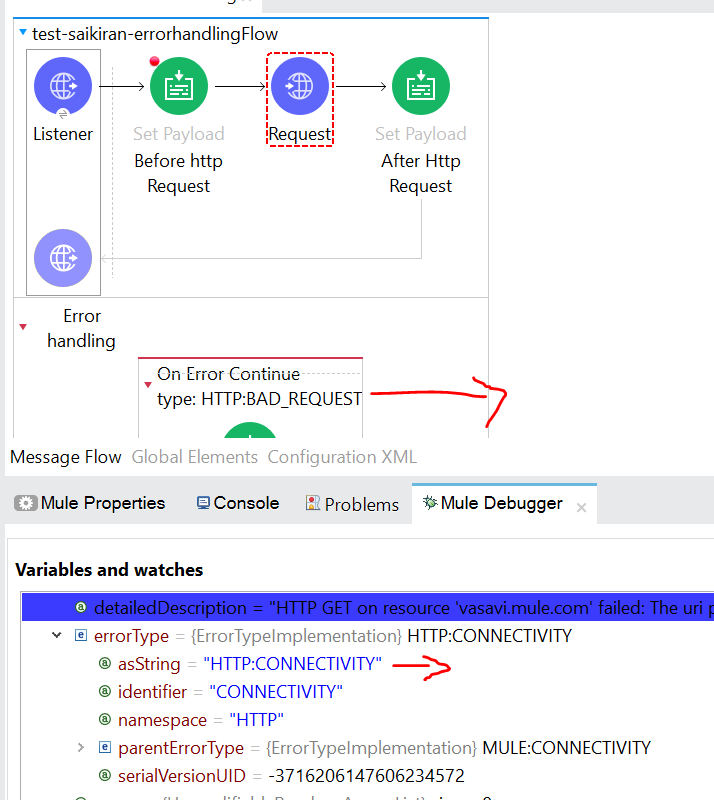 test-saikiran-errorhandlingFlow
Listener
Set Payload
Before http
Request
Request
Set Payload
After Http
Request
Error
handling
On Error Continue
type: HTTP:BAD_REQUEST
Message Flow Global Elements Configuration XML
Mule Properties Console Problems Mule Debugger
Variables and watches
detailedDescription = "HTTP GET on resource 'vasavi.mule.com' failed: The uri p
errorType = {ErrorTypeImplementation} HTTP:CONNECTIVITY
asString = "HTTP:CONNECTIVITY"
identifier = "CONNECTIVITY"
namespace = "HTTP"
parentErrorType = {ErrorTypeImplementation} MULE:CONNECTIVITY
serialVersionUID = -3716206147606234572